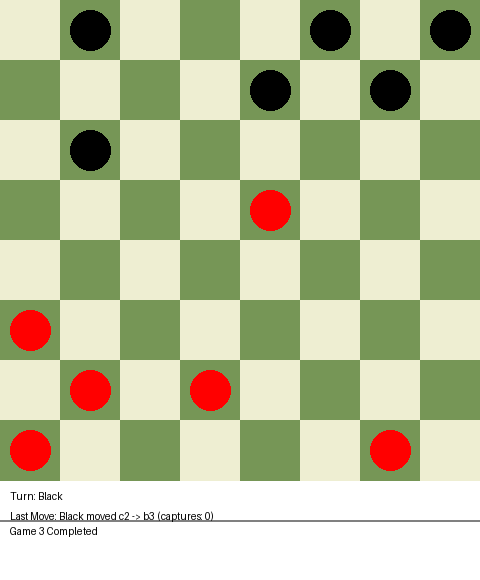 Turn: Black
Last Move: Black moved c2 -> b3 (captures: 0)
Game 3 Completed